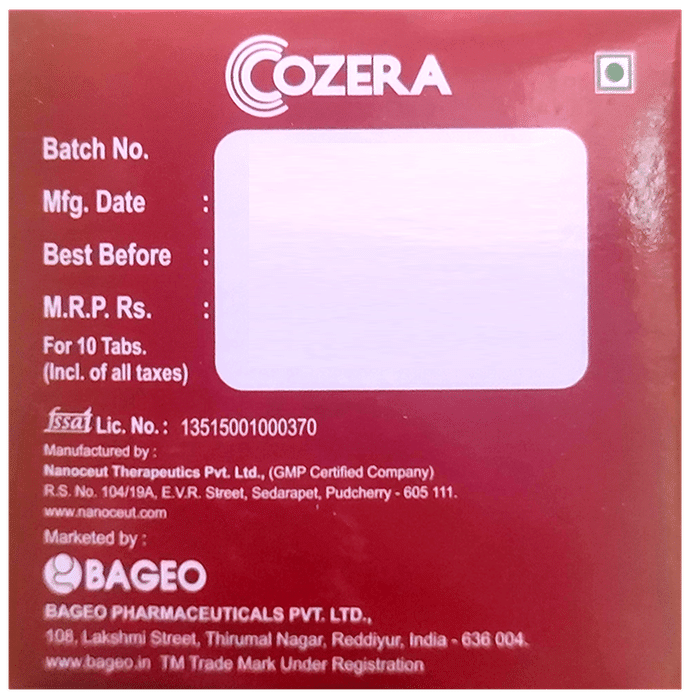 COZERA
Batch No.
Mfg. Date :
Best Before :
M.R.P. Rs. :
For 10 Tabs.
(Incl. of all taxes)
fssai Lic. No. : 13515001000370
Manufactured by :
Nanoceut Therapeutics Pvt. Ltd., (GMP Certified Company)
R.S. No. 104/19A, E.V.R. Street, Sedarapet, Pudcherry - 605 111.
www.nanoceut.com
Marketed by :
BAGEO
BAGEO PHARMACEUTICALS PVT. LTD.,
108, Lakshmi Street, Thirumal Nagar, Reddiyur, India - 636 004.
www.bageo.in TM Trade Mark Under Registration